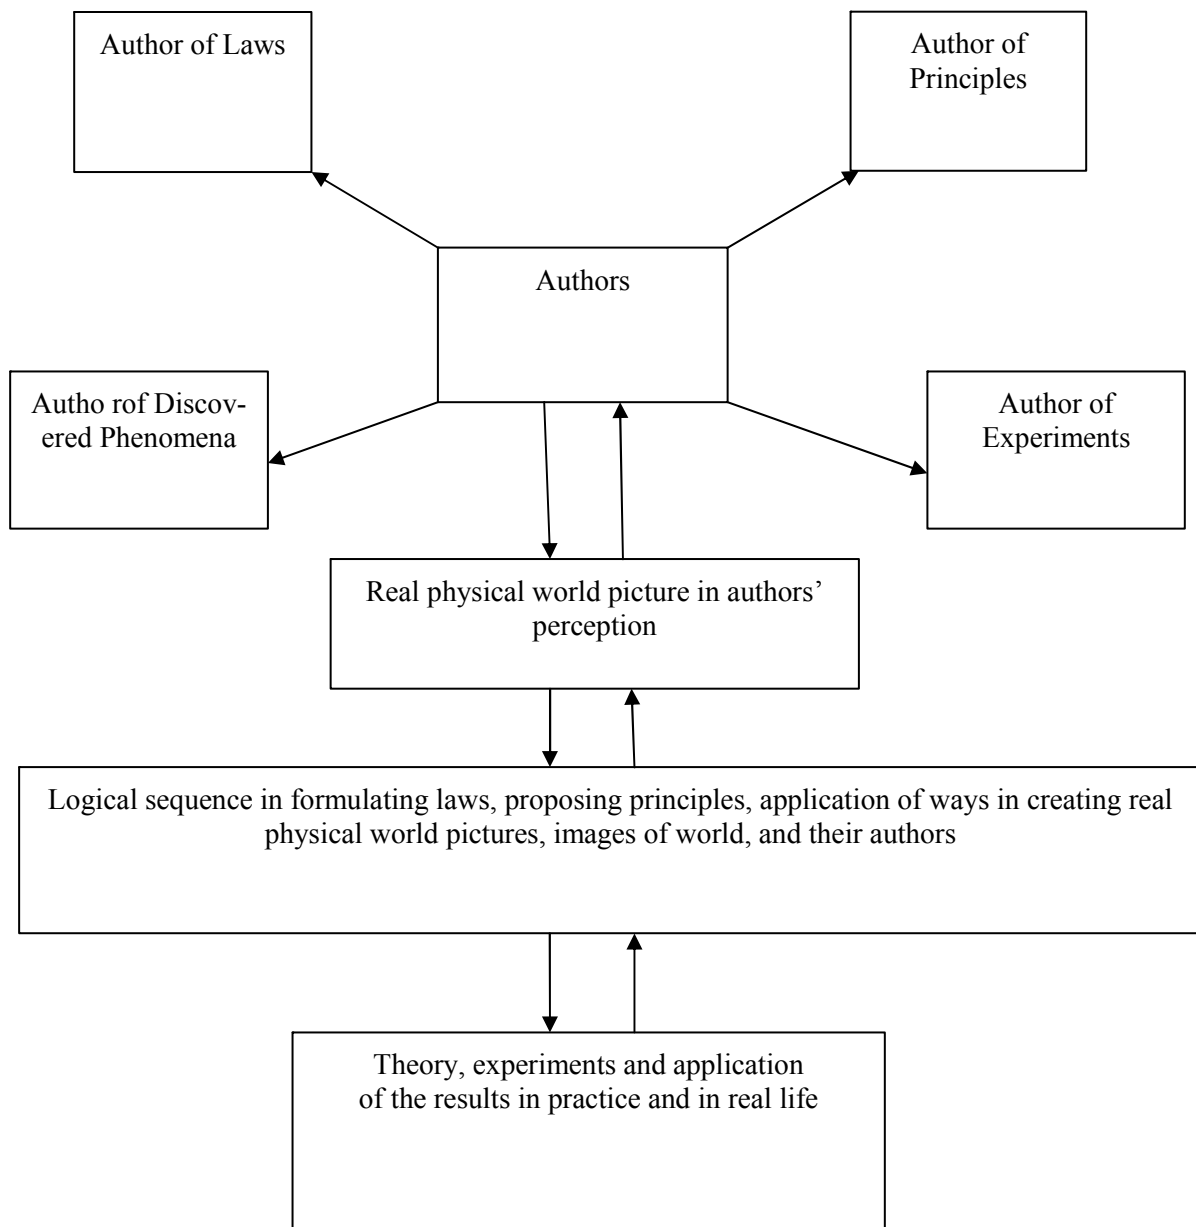 Author of Laws
Author of
Principles
Authors
Autho rof Discov-
ered Phenomena
Author of
Experiments
Real physical world picture in authors’
perception
Logical sequence in formulating laws, proposing principles, application of ways in creating real
physical world pictures, images of world, and their authors
Theory, experiments and application
of the results in practice and in real life